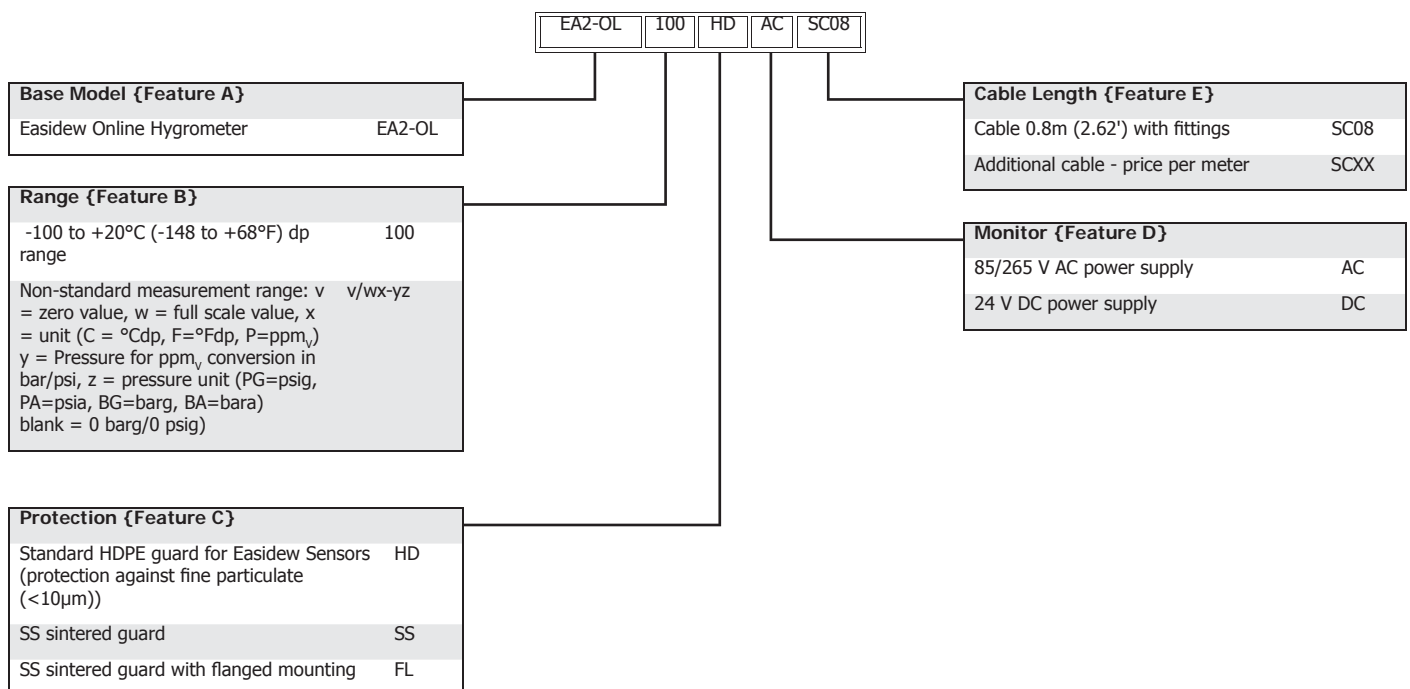 EA2-OL 100 HD AC SC08
Base Model {Feature A}
Easidew Online Hygrometer EA2-OL
Range {Feature B}
-100 to +20°C (-148 to +68°F) dp 100
range
Non-standard measurement range: v v/wx-yz
= zero value, w = full scale value, x
= unit (C = °Cdp, F=°Fdp, P=ppmv)
y = Pressure for ppmv conversion in
bar/psi, z = pressure unit (PG=psig,
PA=psia, BG=barg, BA=bara)
blank = 0 barg/0 psig)
Protection {Feature C}
Standard HDPE guard for Easidew Sensors HD
(protection against fine particulate
(<10µm))
SS sintered guard SS
SS sintered guard with flanged mounting FL
Cable Length {Feature E}
Cable 0.8m (2.62') with fittings SC08
Additional cable - price per meter SCXX
Monitor {Feature D}
85/265 V AC power supply AC
24 V DC power supply DC